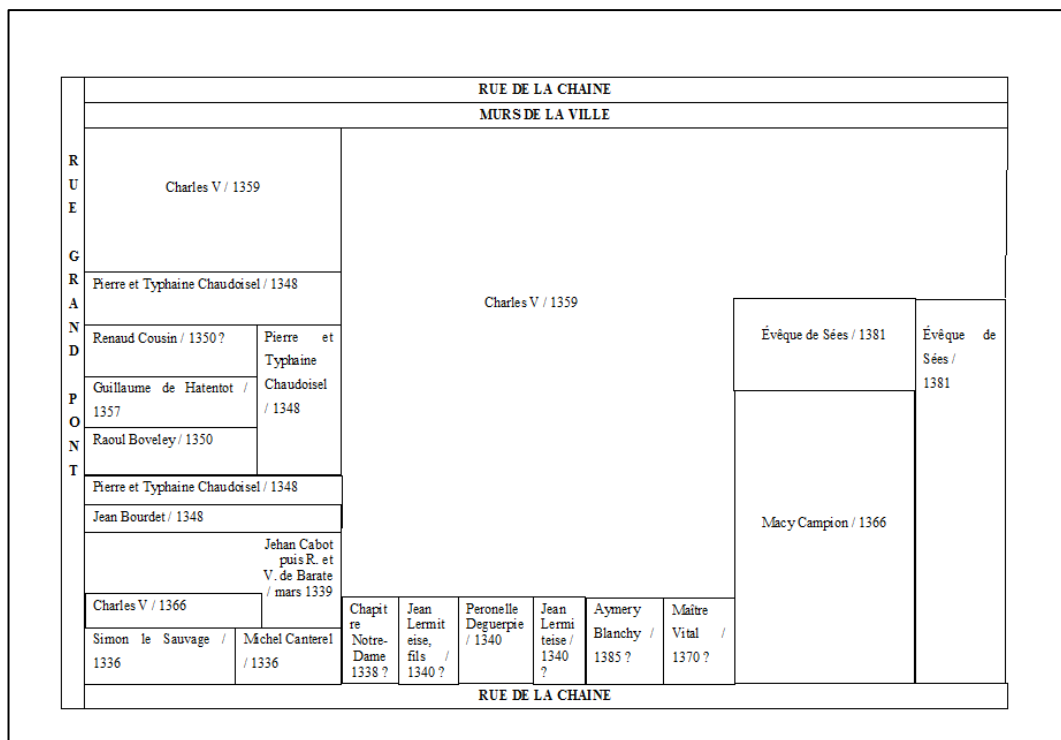 RUE DE LA CHAINE
MURS DE LA VILLE
RUE GRAND PONT
Charles V / 1359
Pierre et Typhaine Chaudoisel / 1348
Renaud Cousin / 1350 ?
Guillaume de Hatentot /
1357
Raoul Boveley / 1350
Pierre et
Typhaine
Chaudoisel
/ 1348
Pierre et Typhaine Chaudoisel / 1348
Jean Bourdet / 1348
Jehan Cabot
puis R. et
V. de Barate
/ mars 1339
Charles V / 1366
Simon le Sauvage /
1336
Michel Canterel
/ 1336
Charles V / 1359
Chapit
re
Notre-
Dame
1338 ?
Jean
Lermit
eise,
fils /
1340 ?
Peronelle
Deguerpie
/ 1340
Jean
Lermi
teise /
1340
?
Aymery
Blanchy /
1385 ?
Maître
Vital /
1370 ?
Évêque de Sées / 1381
Macy Campion / 1366
Évêque de
Sées /
1381
RUE DE LA CHAINE